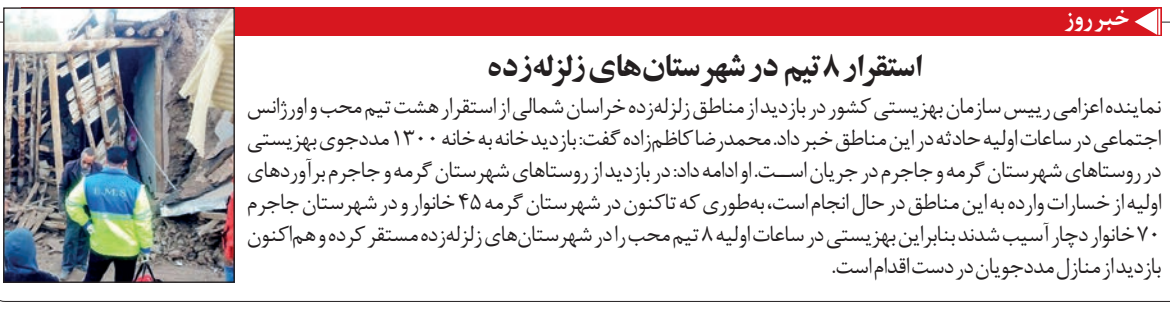 خبر روز
استقرار ۸ تیم در شهرستان‌های زلزله‌زده
نماینده اعزامی رییس سازمان بهزیستی کشور در بازدید از مناطق زلزله‌زده خراسان شمالی از استقرار هشت تیم محب و اورژانس
اجتماعی در ساعات اولیه حادثه در این مناطق خبر داد. محمدرضا کاظم‌زاده گفت: بازدید خانه به خانه ۱۳۰۰ مددجوی بهزیستی
در روستاهای شهرستان گرمه و جاجرم در جریان اســت. او ادامه داد: در بازدید از روستاهای شهرستان گرمه و جاجرم برآوردهای
اولیه از خسارات وارده به این مناطق در حال انجام است، به‌طوری که تاکنون در شهرستان گرمه ۴۵ خانوار و در شهرستان جاجرم
۷۰ خانوار دچار آسیب شدند بنابراین بهزیستی در ساعات اولیه ۸ تیم محب را در شهرستان‌های زلزله‌زده مستقر کرده و هم‌اکنون
بازدید از منازل مددجویان در دست اقدام است.
E.M.S